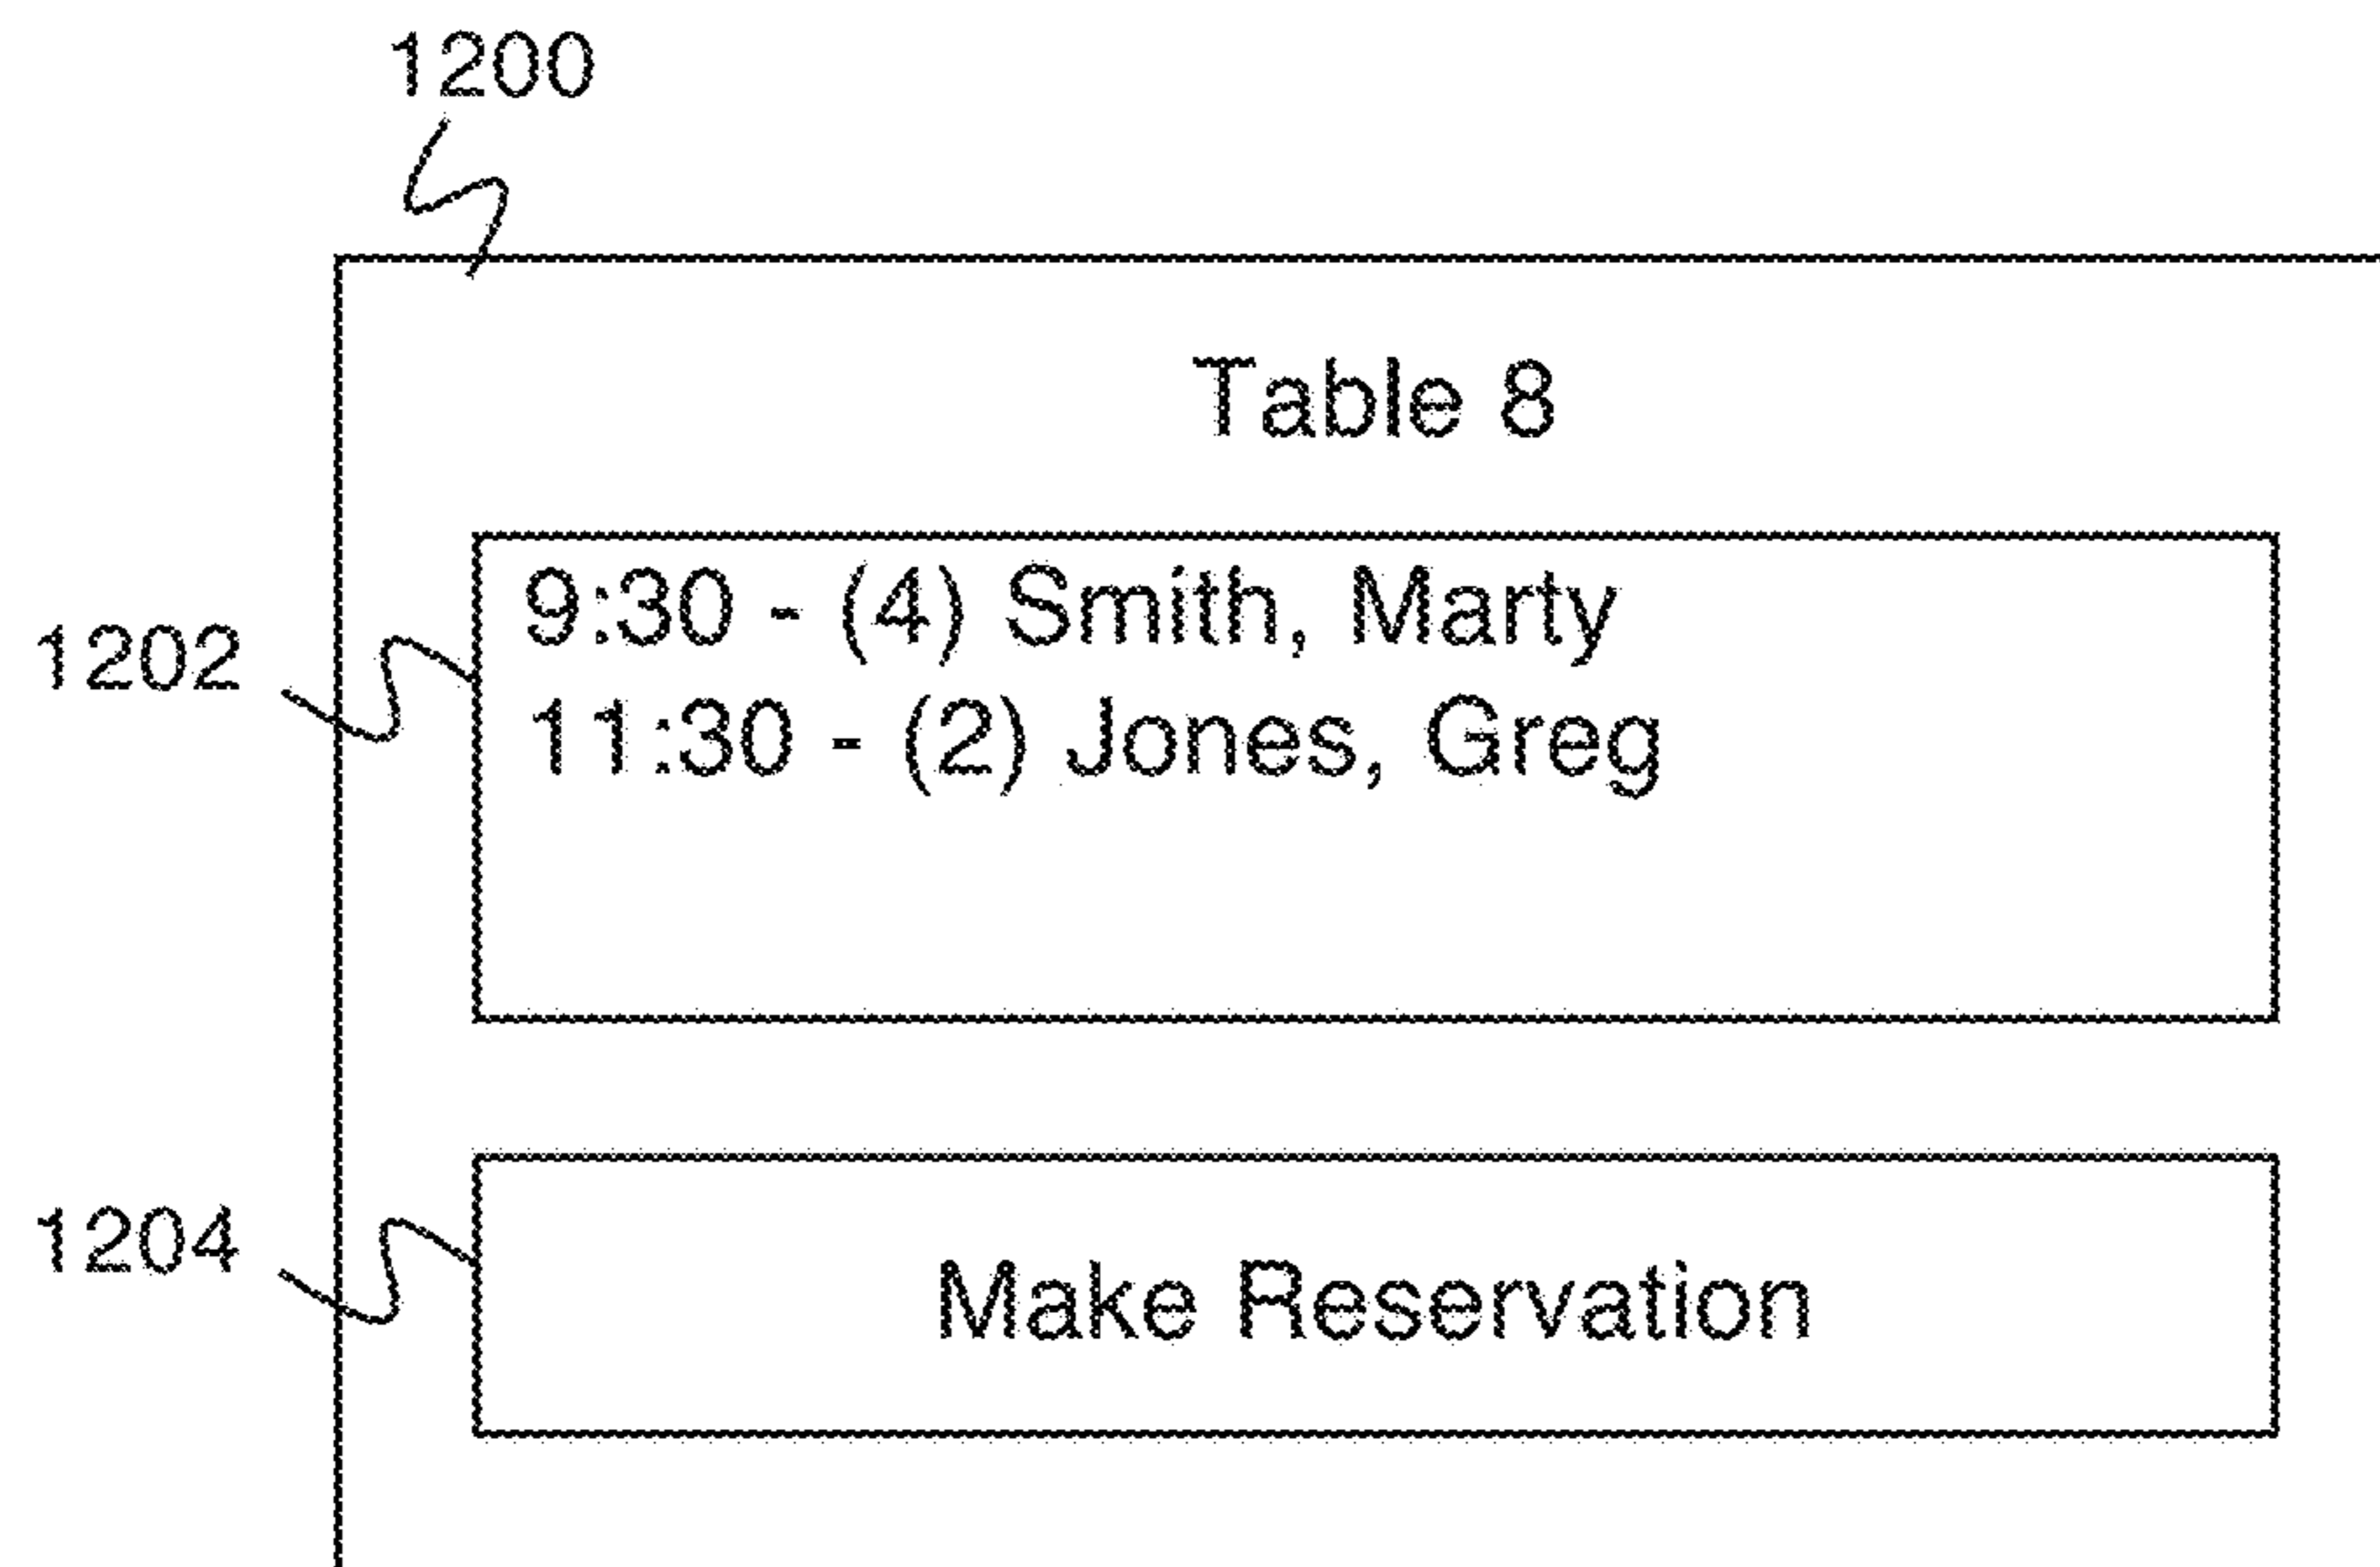 1200
Table 8
9:30 - (4) Smith, Marty
1202
11:30 - (2) Jones, Greg
1204
Make Reservation